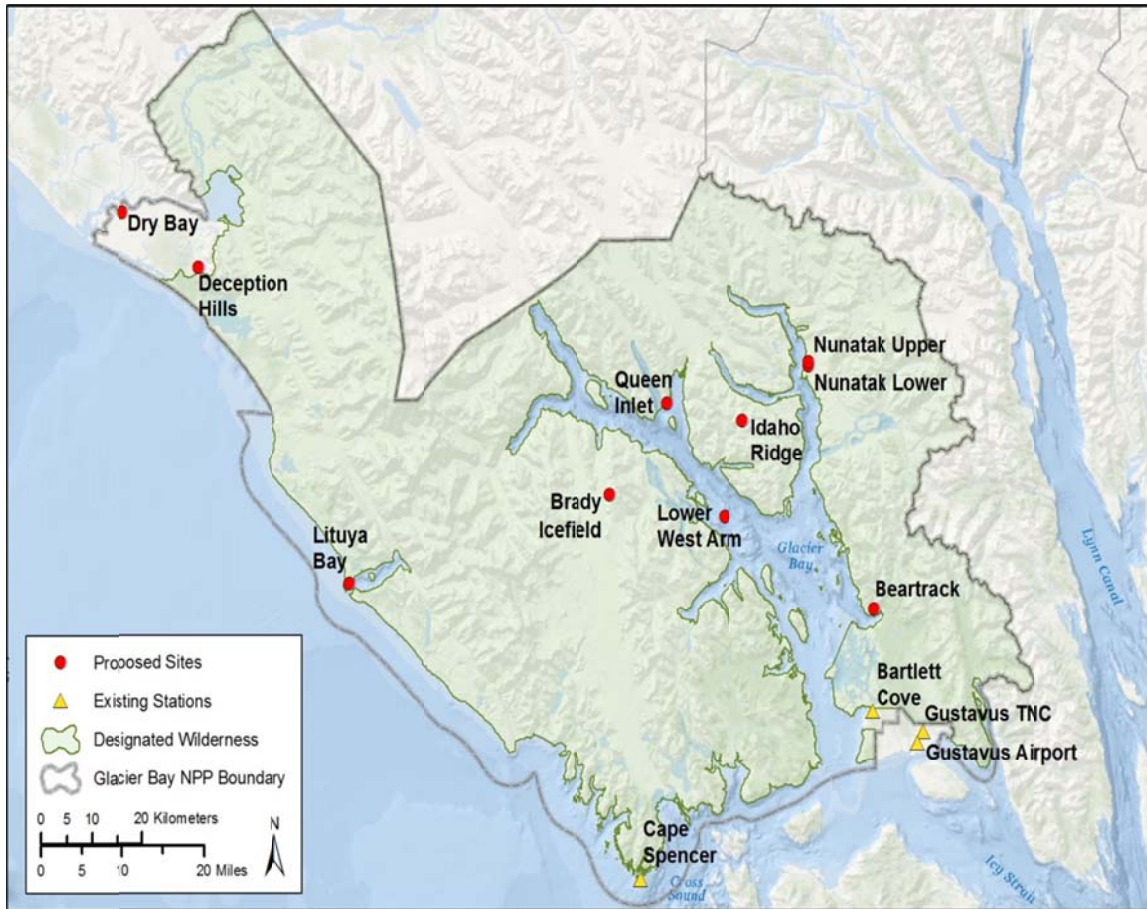 Dry Bay
Deception
Hills
Nunatak Upper
Nunatak Lower
Queen
Inlet
Idaho
Ridge
Brady
Icefield
Lower
West Arm
Glacier
Bay
Lituya
Bay
Beartrack
Lynn Canal
Bartlett
Cove
Gustavus TNC
Gustavus Airport
Cape
Spencer
Cross
Sound
Icy Strait
Proposed Sites
Existing Stations
Designated Wilderness
Glacier Bay NPP Boundary
0 5 10 20 Kilometers
0 5 10 20 Miles
N